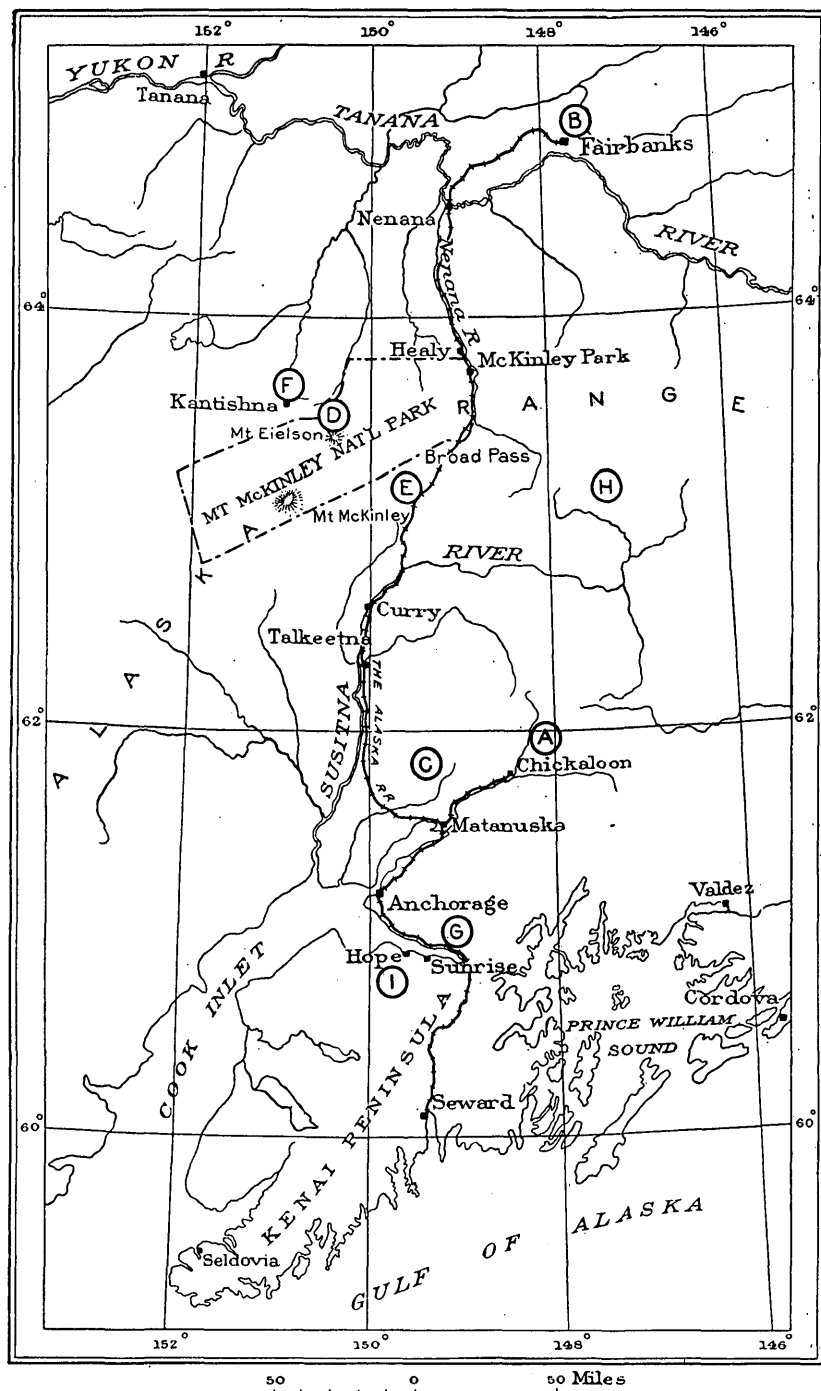 152° 150° 148° 146°
YUKON R
Tanana
TANANA
B
Fairbanks
Nenana
RIVER
Nenana R
64° 64°
Healy
McKinley Park
F
Kantishna
D
Mt Eielson
MT McKINLEY NAT'L PARK
ALASKA RANGE
Broad Pass
E
H
Mt McKinley
RIVER
Curry
Talkeetna
THE ALASKA RR
SUSITNA
62° 62°
A
C
Chickaloon
Matanuska
Valdez
Anchorage
G
Hope
Sunrise
I
Cordova
COOK INLET
PRINCE WILLIAM
SOUND
KENAI PENINSULA
Seward
60° 60°
Seldovia
GULF OF ALASKA
152° 150° 148° 146°
50 0 50 Miles